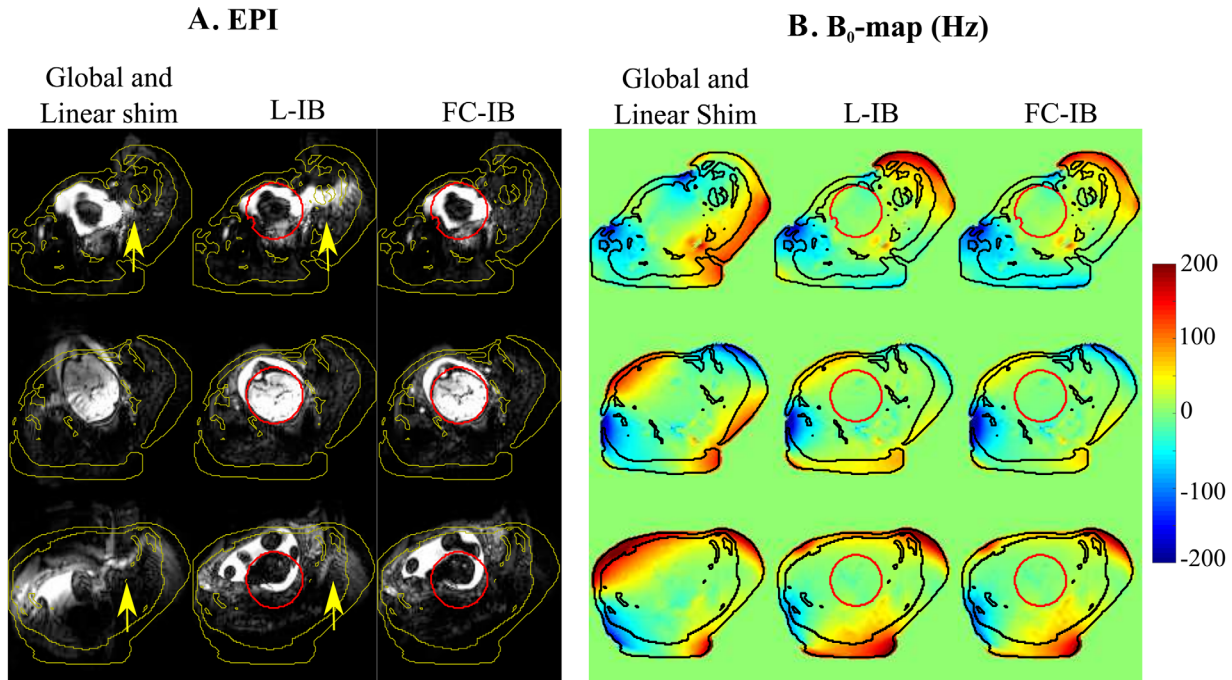 A. EPI
Global and
Linear shim
L-IB
FC-IB
B. B₀-map (Hz)
Global and
Linear Shim
L-IB
FC-IB
200
100
0
-100
-200